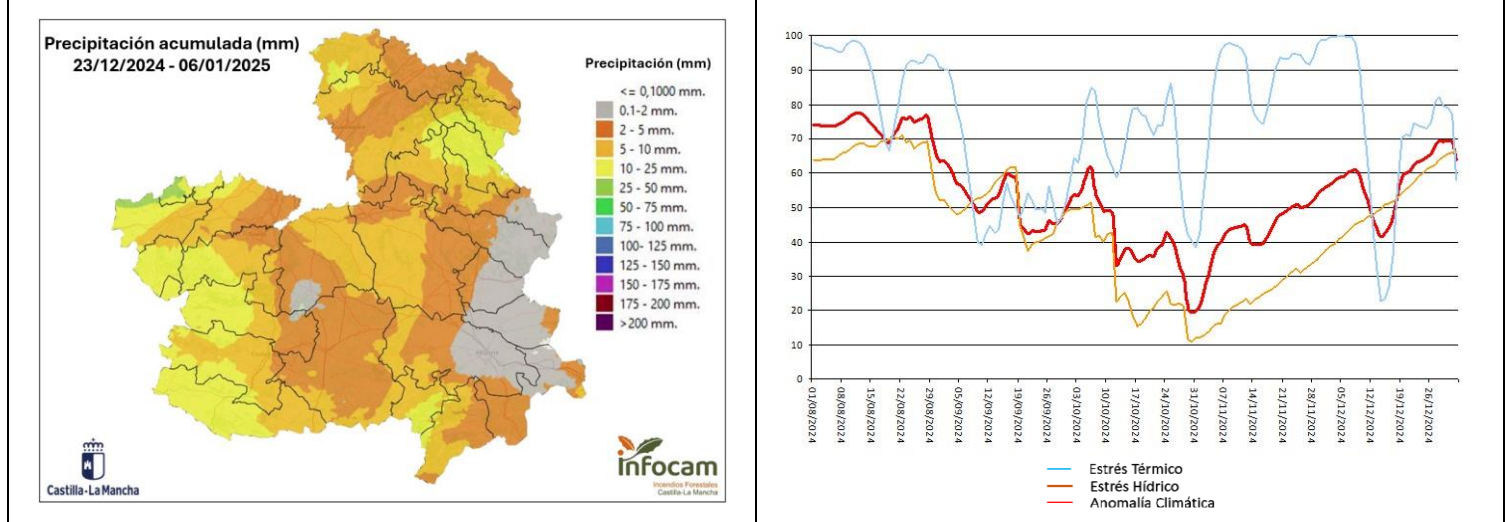 Precipitación acumulada (mm)
23/12/2024 - 06/01/2025
Precipitación (mm)
<= 0,1000 mm.
0.1-2 mm.
2 - 5 mm.
5 - 10 mm.
10 - 25 mm.
25 - 50 mm.
50 - 75 mm.
75 - 100 mm.
100- 125 mm.
125 - 150 mm.
150 - 175 mm.
175 - 200 mm.
>200 mm.
Castilla-La Mancha
infocam
Incendios Forestales
Castilla-La Mancha
100
90
80
70
60
50
40
30
20
10
0
01/08/2024
08/08/2024
15/08/2024
22/08/2024
29/08/2024
05/09/2024
12/09/2024
19/09/2024
26/09/2024
03/10/2024
10/10/2024
17/10/2024
24/10/2024
31/10/2024
07/11/2024
14/11/2024
21/11/2024
28/11/2024
05/12/2024
12/12/2024
19/12/2024
26/12/2024
Estrés Térmico
Estrés Hídrico
Anomalía Climática